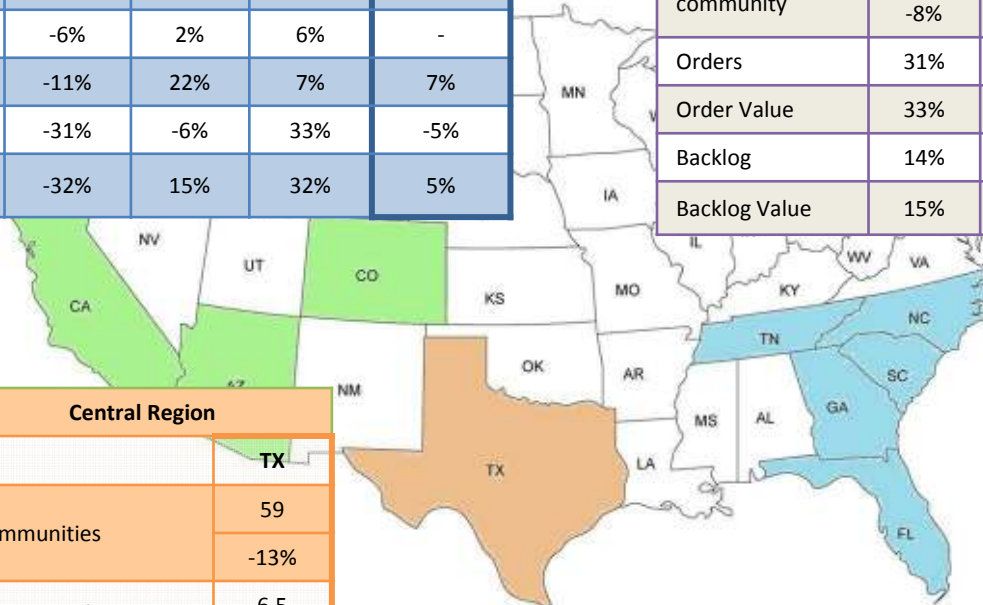 -6% 2% 6% -
-11% 22% 7% 7%
-31% -6% 33% -5%
-32% 15% 32% 5%
community
-8%
Orders 31%
Order Value 33%
Backlog 14%
Backlog Value 15%
MN
IA
NV
UT
CO
CA
KS
MO
IL
KY
WV
VA
NC
TN
SC
OK
AR
NM
MS
AL
GA
LA
TX
FL
Central Region
TX
59
-13%
6.5